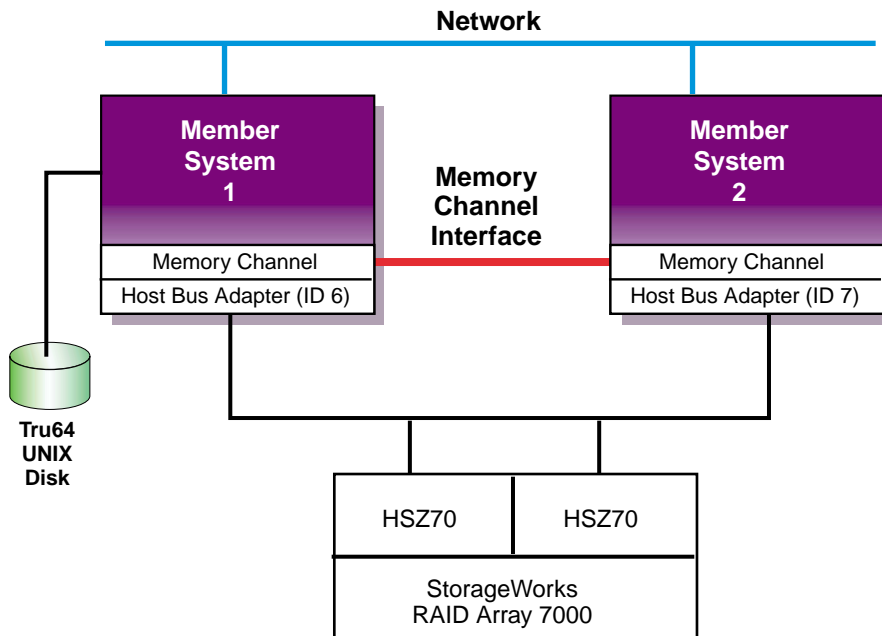 Network
Member
System
1
Member
System
2
Memory
Channel
Interface
Memory Channel
Host Bus Adapter (ID 6)
Memory Channel
Host Bus Adapter (ID 7)
Tru64
UNIX
Disk
HSZ70
HSZ70
StorageWorks
RAID Array 7000